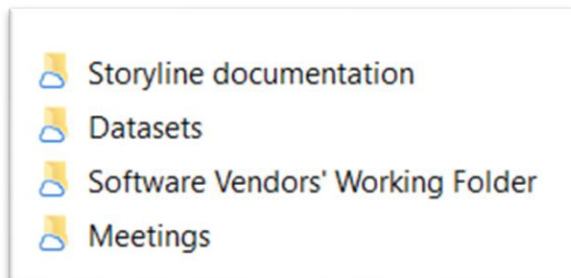 Storyline documentation
Datasets
Software Vendors' Working Folder
Meetings